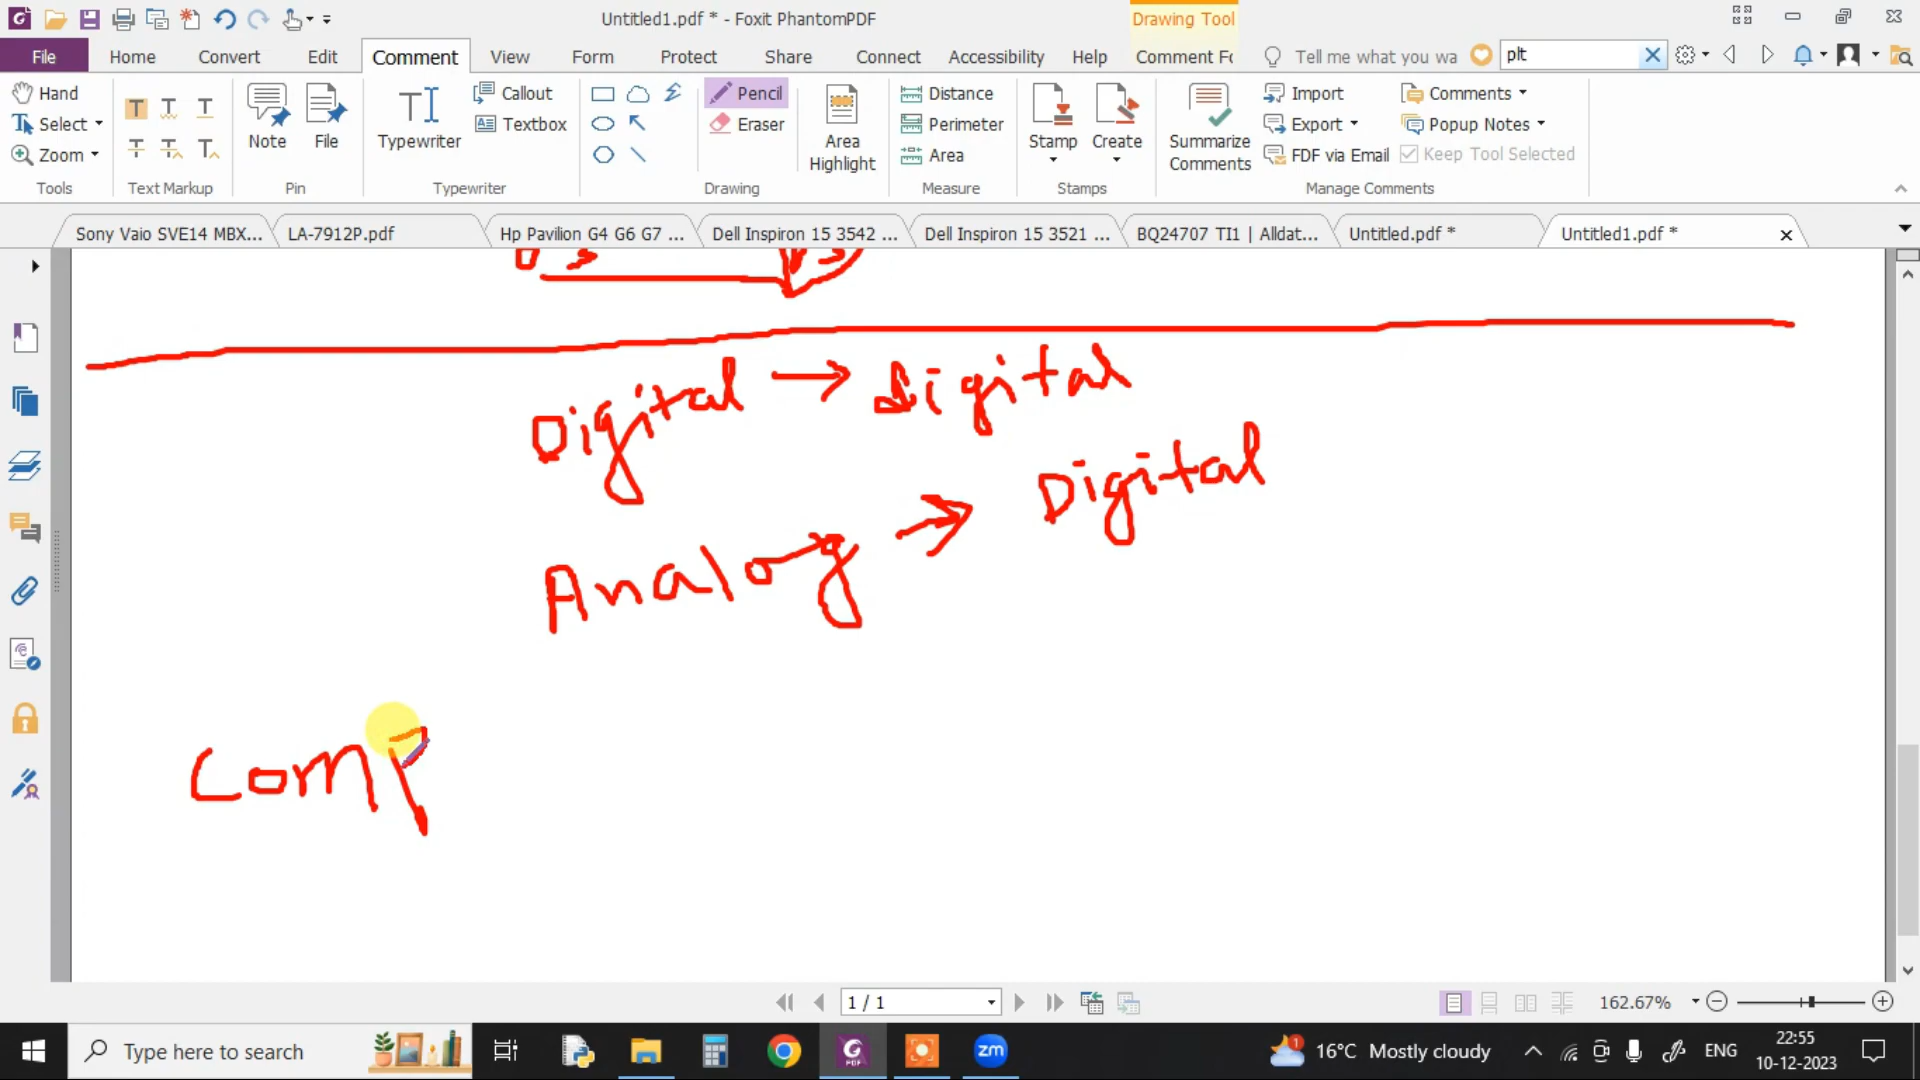 Untitled1.pdf * - Foxit PhantomPDF
Drawing Tool
File Home Convert Edit Comment View Form Protect Share Connect Accessibility Help Comment Fc Tell me what you wa plt
Hand
Select
Zoom
Tools
Text Markup
Note
File
Pin
Typewriter
Callout
Textbox
Typewriter
Pencil
Eraser
Area
Highlight
Drawing
Distance
Perimeter
Area
Measure
Stamp
Create
Stamps
Summarize
Comments
Import
Export
FDF via Email
Comments
Popup Notes
Keep Tool Selected
Manage Comments
Sony Vaio SVE14 MBX... LA-7912P.pdf Hp Pavilion G4 G6 G7 ... Dell Inspiron 15 3542 ... Dell Inspiron 15 3521 ... BQ24707 TI1 | Alldat... Untitled.pdf * Untitled1.pdf *
Digital → Digital
Analog → Digital
Comp
1 / 1
162.67%
Type here to search
zm
PDF
1
16°C Mostly cloudy
ENG
22:55
10-12-2023